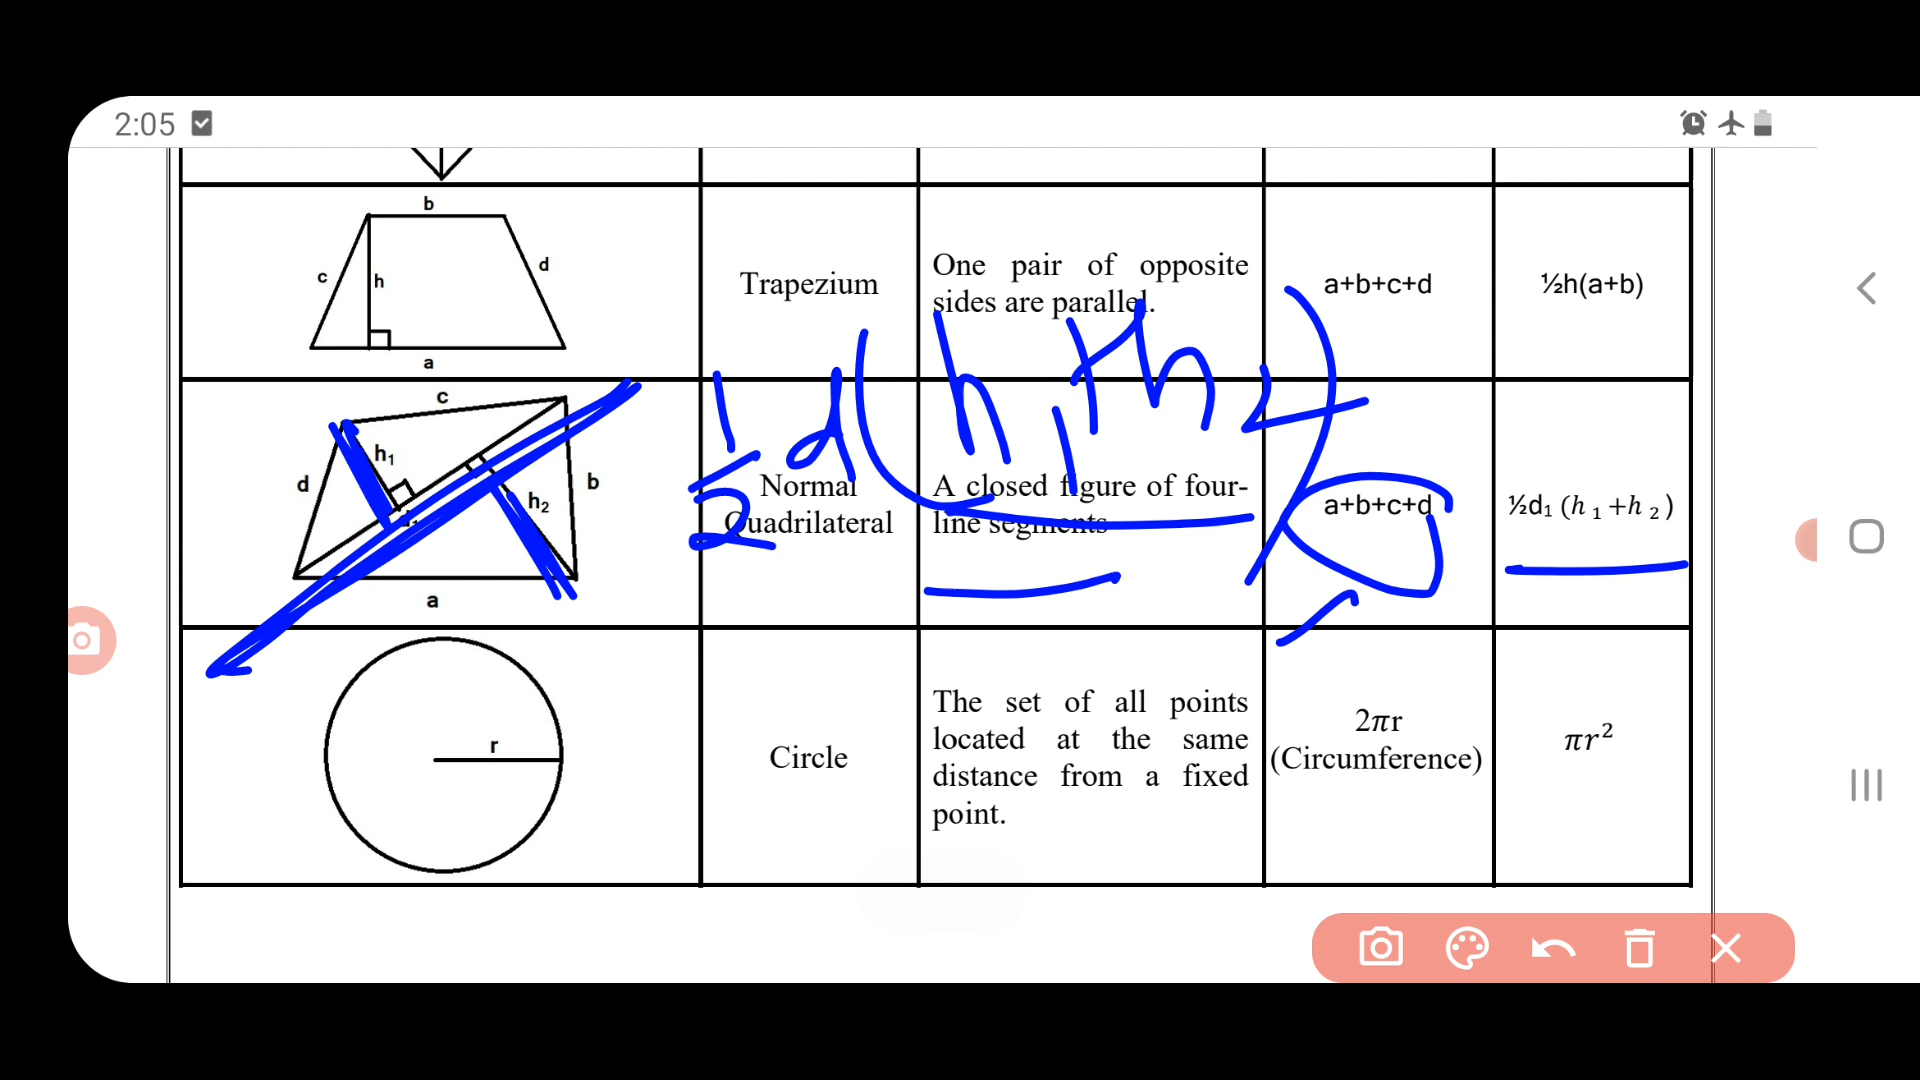 2:05
b
c
h
d
a
Trapezium
One pair of opposite
sides are parallel.
a+b+c+d
½h(a+b)
c
h₁
d
h₂
b
a
½d(h₁+h₂)
Normal
Quadrilateral
A closed figure of four-
line segments
a+b+c+d
½d₁ (h ₁ +h ₂ )
r
Circle
The set of all points
located at the same
distance from a fixed
point.
2πr
(Circumference)
πr²